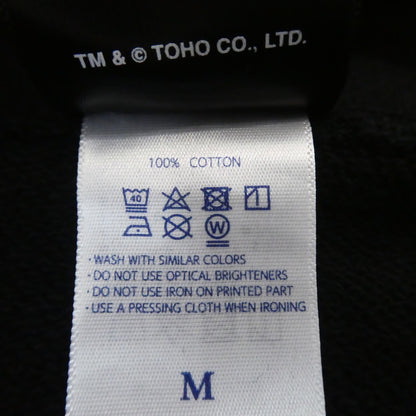 TM & © TOHO CO., LTD.
100% COTTON
40
W
· WASH WITH SIMILAR COLORS
· DO NOT USE OPTICAL BRIGHTENERS
· DO NOT USE IRON ON PRINTED PART
· USE A PRESSING CLOTH WHEN IRONING
M